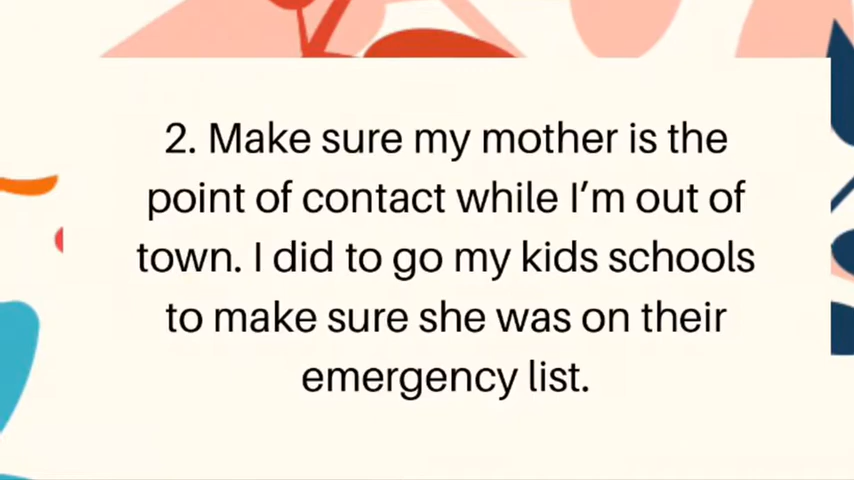 2. Make sure my mother is the
point of contact while I’m out of
town. I did to go my kids schools
to make sure she was on their
emergency list.